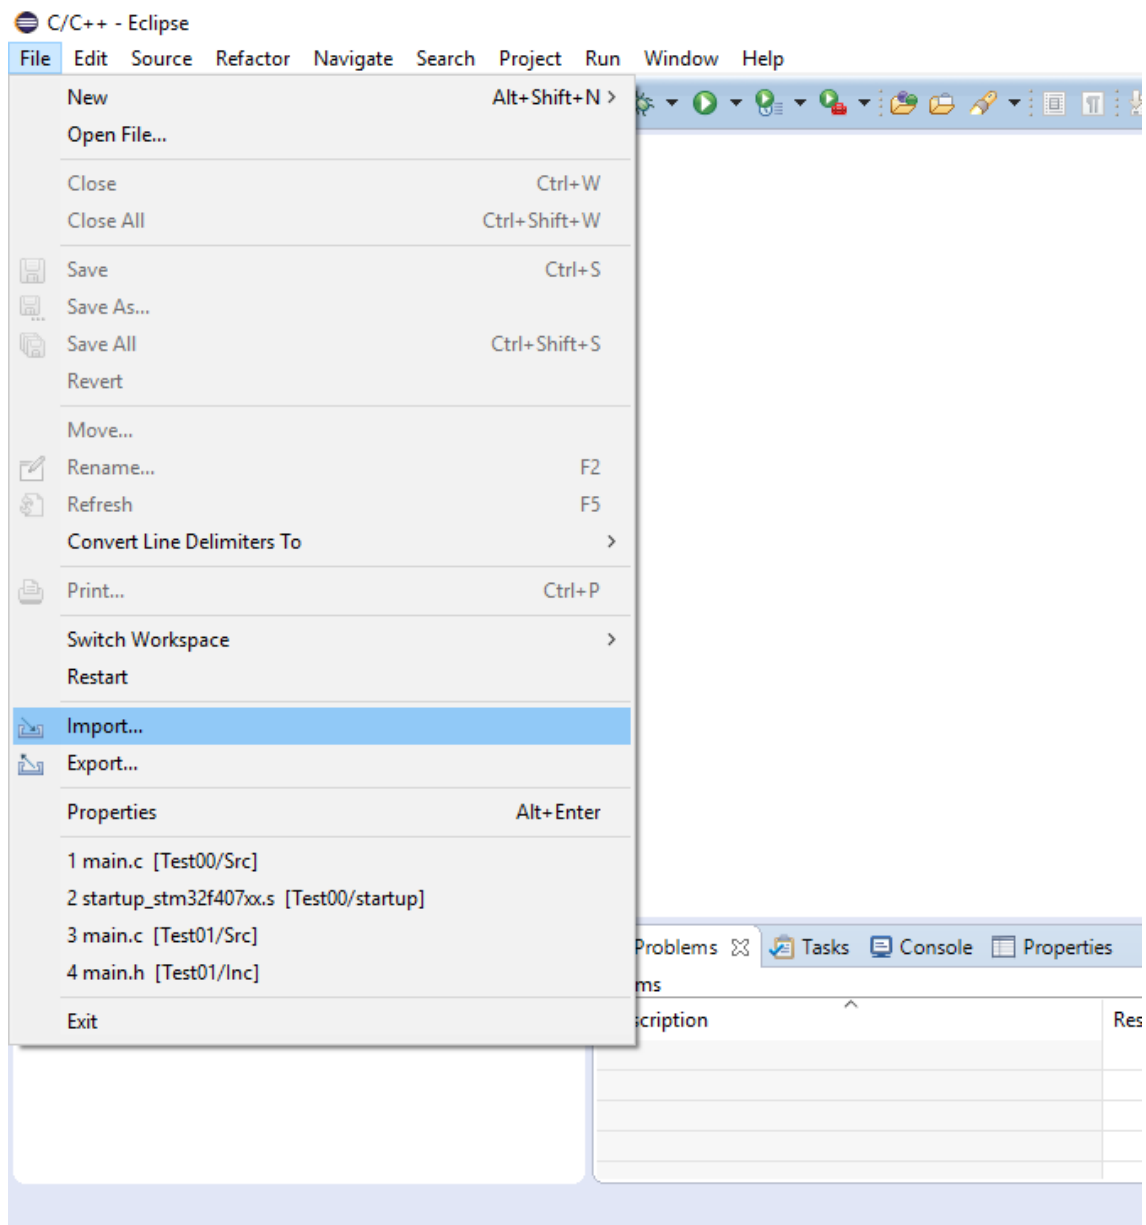 C/C++ - Eclipse
File Edit Source Refactor Navigate Search Project Run Window Help
New Alt+Shift+N >
Open File...
Close Ctrl+W
Close All Ctrl+Shift+W
Save Ctrl+S
Save As...
Save All Ctrl+Shift+S
Revert
Move...
Rename... F2
Refresh F5
Convert Line Delimiters To >
Print... Ctrl+P
Switch Workspace >
Restart
Import...
Export...
Properties Alt+Enter
1 main.c [Test00/Src]
2 startup_stm32f407xx.s [Test00/startup]
3 main.c [Test01/Src]
4 main.h [Test01/Inc]
Exit
Problems Tasks Console Properties
ms
scription Res